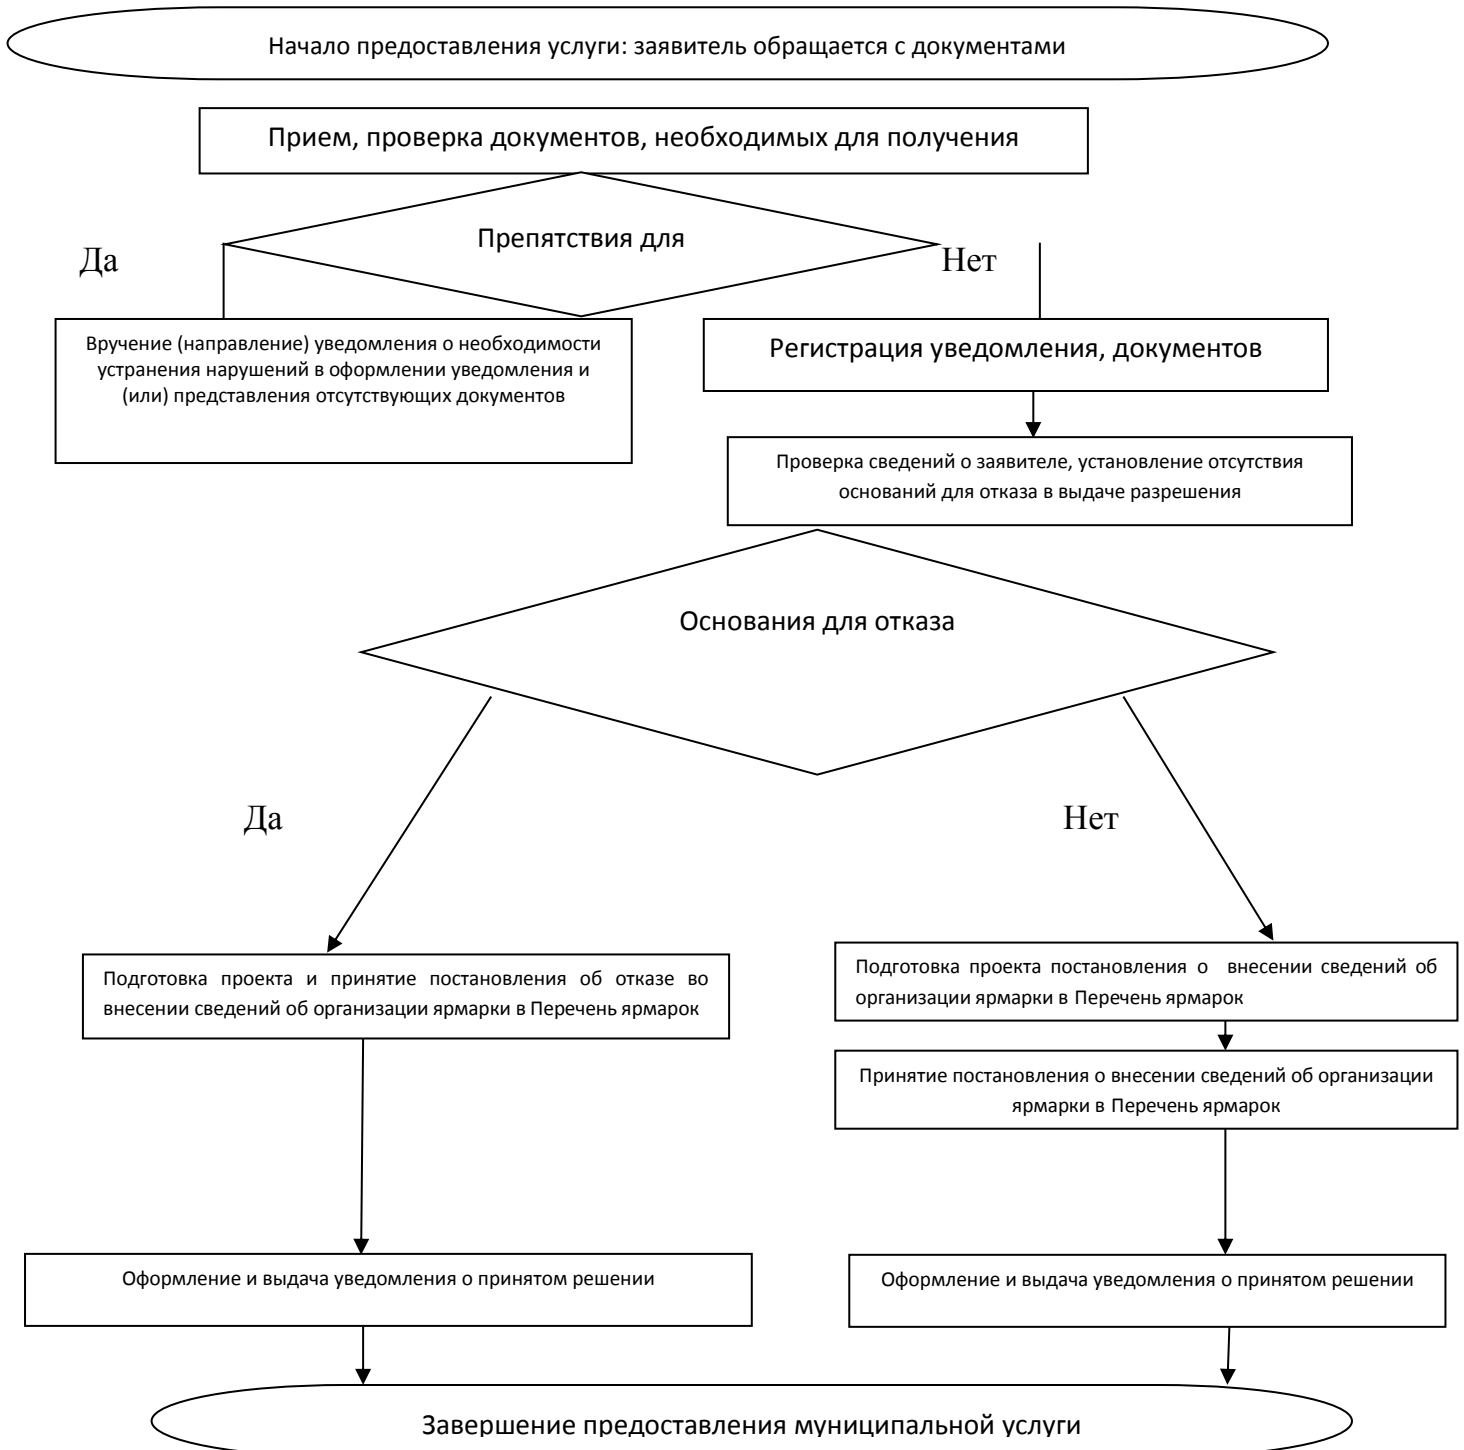 Начало предоставления услуги: заявитель обращается с документами
Прием, проверка документов, необходимых для получения
Препятствия для
Да
Нет
Вручение (направление) уведомления о необходимости
устранения нарушений в оформлении уведомления и
(или) представления отсутствующих документов
Регистрация уведомления, документов
Проверка сведений о заявителе, установление отсутствия
оснований для отказа в выдаче разрешения
Основания для отказа
Да
Нет
Подготовка проекта и принятие постановления об отказе во
внесении сведений об организации ярмарки в Перечень ярмарок
Подготовка проекта постановления о внесении сведений об
организации ярмарки в Перечень ярмарок
Принятие постановления о внесении сведений об организации
ярмарки в Перечень ярмарок
Оформление и выдача уведомления о принятом решении
Оформление и выдача уведомления о принятом решении
Завершение предоставления муниципальной услуги